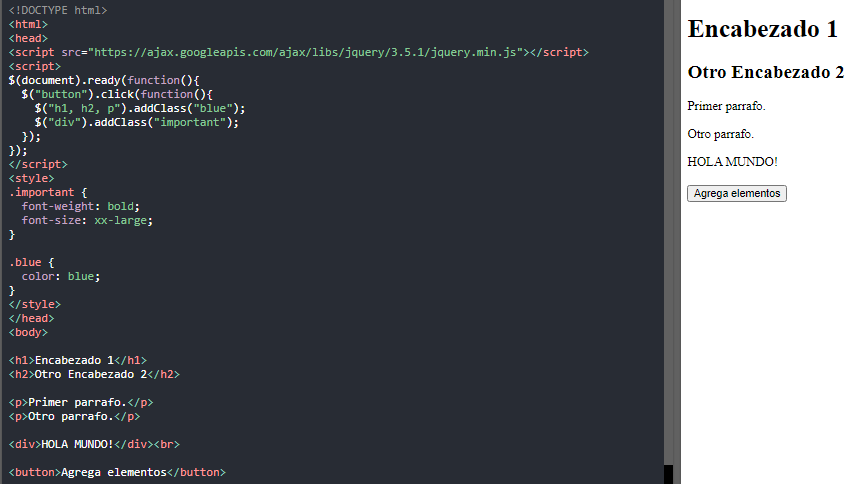 <!DOCTYPE html>
<html>
<head>
<script src="https://ajax.googleapis.com/ajax/libs/jquery/3.5.1/jquery.min.js"></script>
<script>
$(document).ready(function(){
  $("button").click(function(){
    $("h1, h2, p").addClass("blue");
    $("div").addClass("important");
  });
});
</script>
<style>
.important {
  font-weight: bold;
  font-size: xx-large;
}

.blue {
  color: blue;
}
</style>
</head>
<body>

<h1>Encabezado 1</h1>
<h2>Otro Encabezado 2</h2>

<p>Primer parrafo.</p>
<p>Otro parrafo.</p>

<div>HOLA MUNDO!</div><br>

<button>Agrega elementos</button>
Encabezado 1
Otro Encabezado 2
Primer parrafo.
Otro parrafo.
HOLA MUNDO!
Agrega elementos